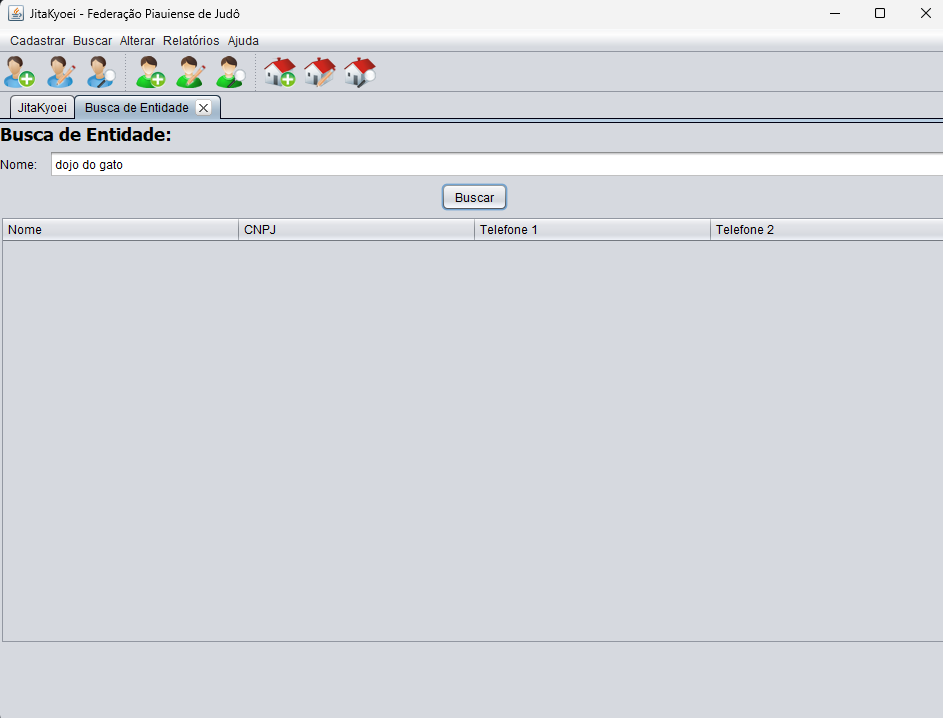 JitaKyoei - Federação Piauiense de Judô
Cadastrar Buscar Alterar Relatórios Ajuda
JitaKyoei Busca de Entidade
Busca de Entidade:
Nome: dojo do gato
Buscar
Nome CNPJ Telefone 1 Telefone 2